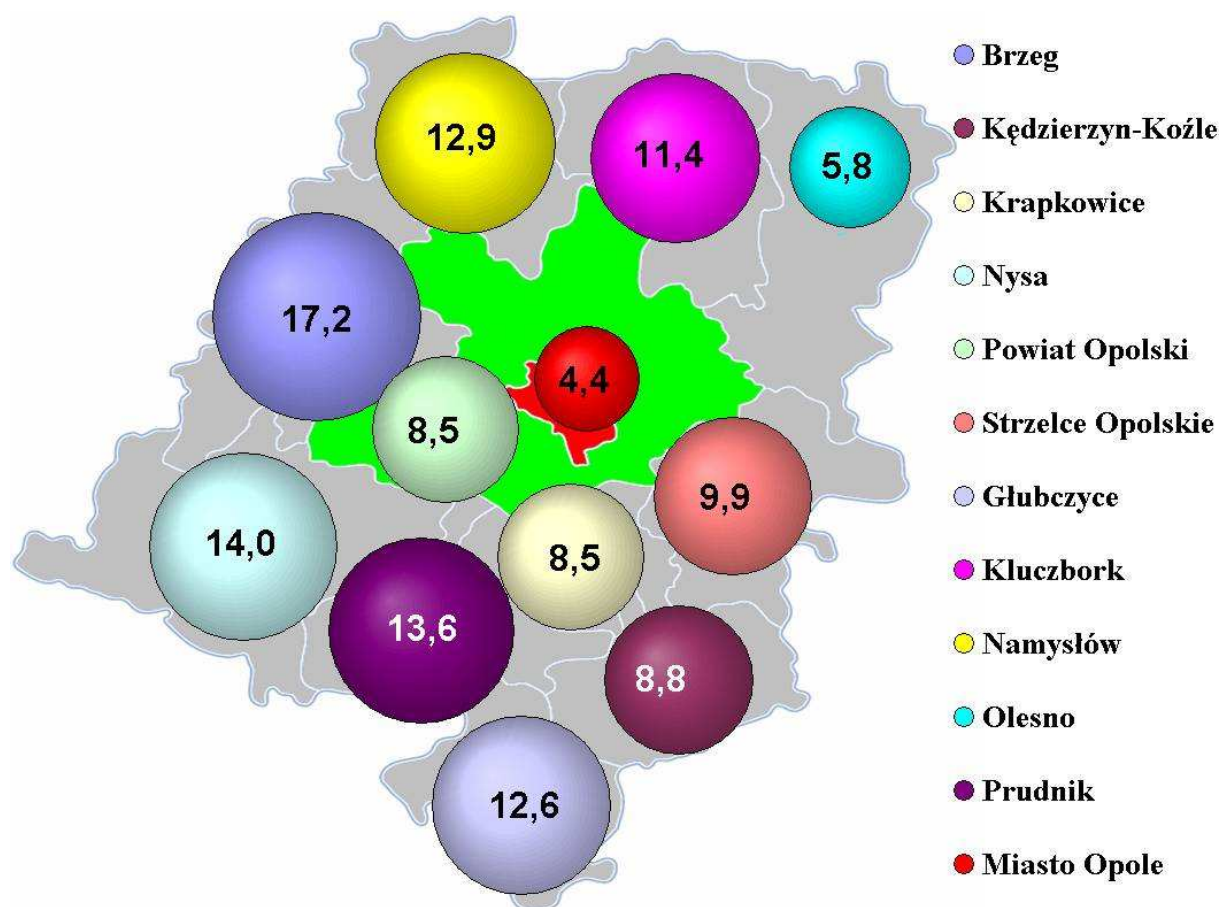 12,9
11,4
5,8
17,2
4,4
8,5
9,9
14,0
8,5
13,6
8,8
12,6
Brzeg
Kędzierzyn-Koźle
Krapkowice
Nysa
Powiat Opolski
Strzelce Opolskie
Głubczyce
Kluczbork
Namysłów
Olesno
Prudnik
Miasto Opole